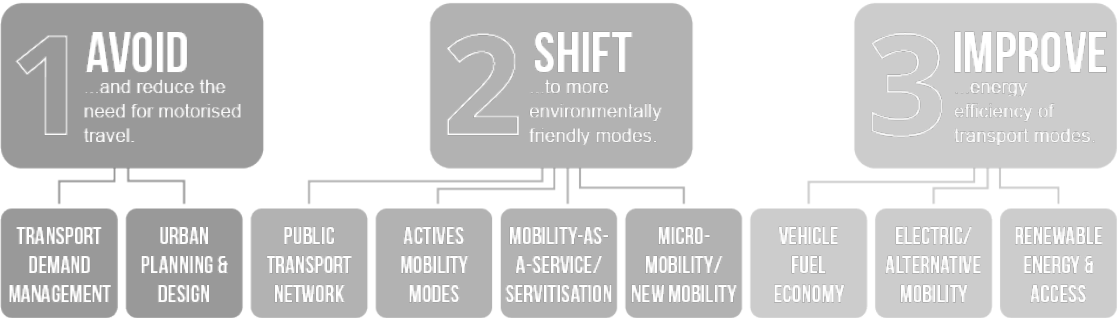 1
AVOID
...and reduce the
need for motorised
travel.
2
SHIFT
...to more
environmentally
friendly modes.
3
IMPROVE
...energy
efficiency of
transport modes
TRANSPORT
DEMAND
MANAGEMENT
URBAN
PLANNING &
DESIGN
PUBLIC
TRANSPORT
NETWORK
ACTIVES
MOBILITY
MODES
MOBILITY-AS-
A-SERVICE/
SERVITISATION
MICRO-
MOBILITY/
NEW MOBILITY
VEHICLE
FUEL
ECONOMY
ELECTRIC/
ALTERNATIVE
MOBILITY
RENEWABLE
ENERGY &
ACCESS